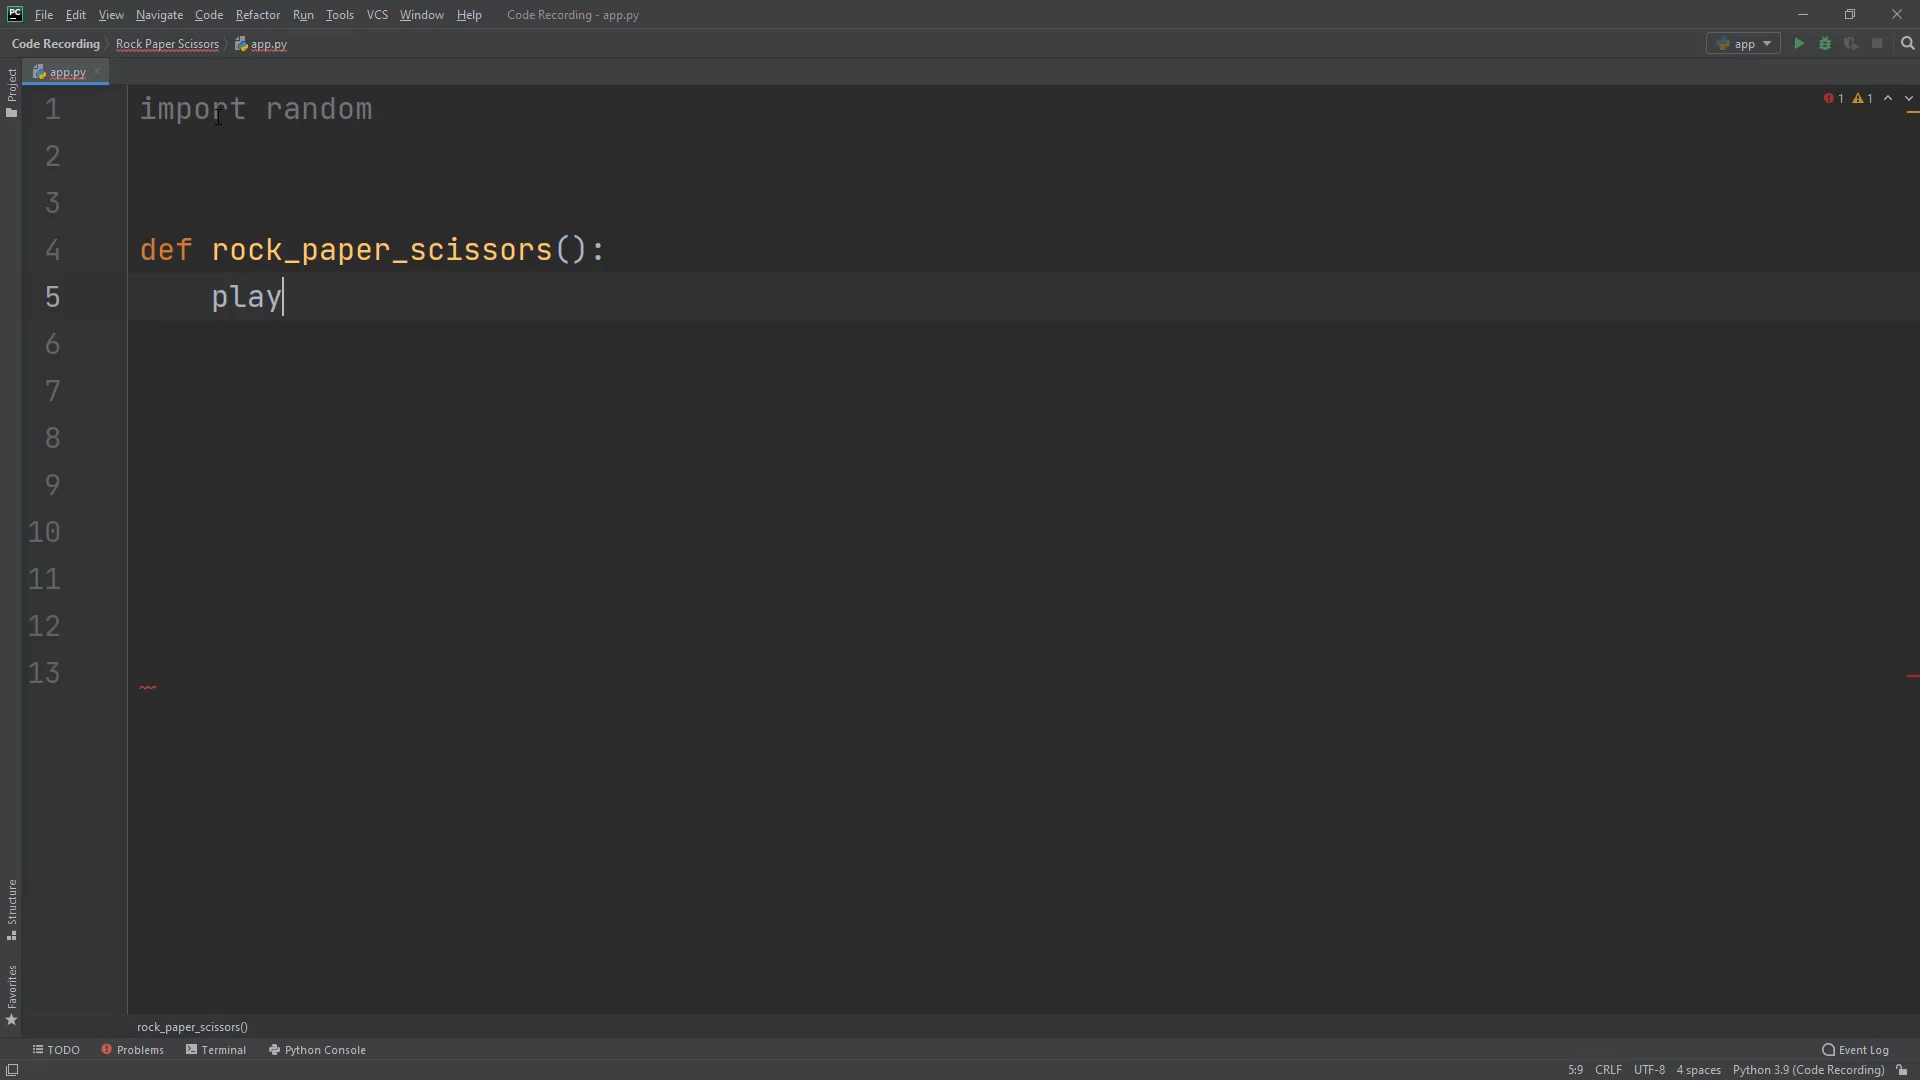 PC File Edit View Navigate Code Refactor Run Tools VCS Window Help Code Recording - app.py
Code Recording Rock Paper Scissors app.py app
app.py
Project
1 import random
1 1
2
3
4 def rock_paper_scissors():
5 play
6
7
8
9
10
11
12
13
Structure
Favorites
rock_paper_scissors()
TODO Problems Terminal Python Console Event Log
5:9 CRLF UTF-8 4 spaces Python 3.9 (Code Recording)